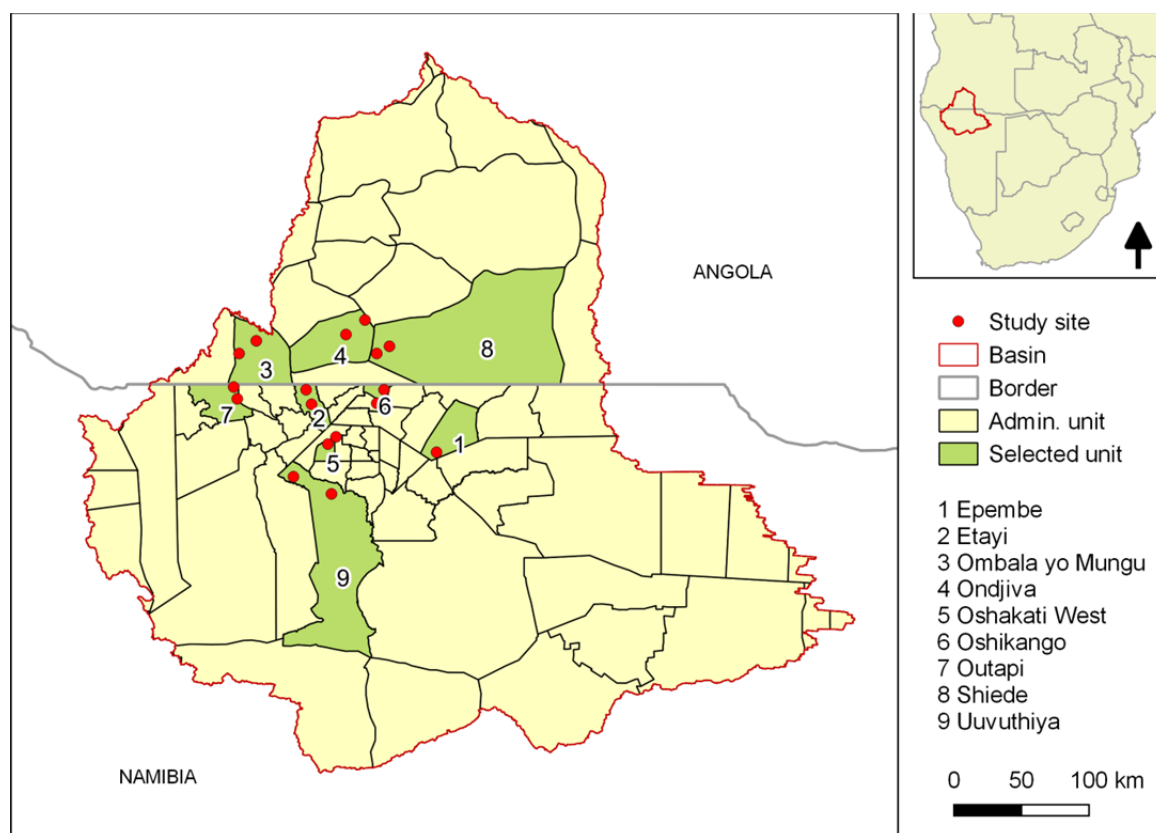 ANGOLA
8
4
3
7
2
6
1
5
9
NAMIBIA
Study site
Basin
Border
Admin. unit
Selected unit
1 Epembe
2 Etayi
3 Ombala yo Mungu
4 Ondjiva
5 Oshakati West
6 Oshikango
7 Outapi
8 Shiede
9 Uuvuthiya
0 50 100 km